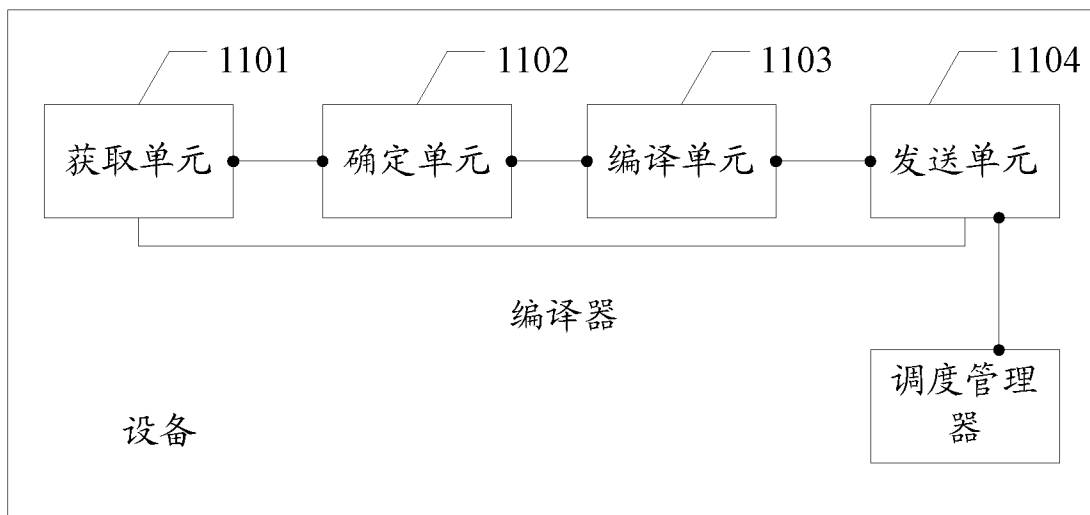 1101
1102
1103
1104
获取单元
确定单元
编译单元
发送单元
编译器
调度管理
器
设备